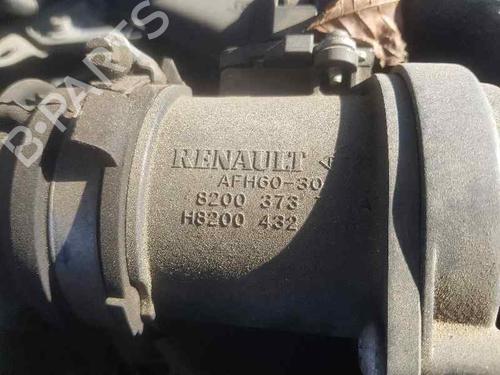 RENAULT
AFH60-30
8200 373
H8200 432
B-PARTS